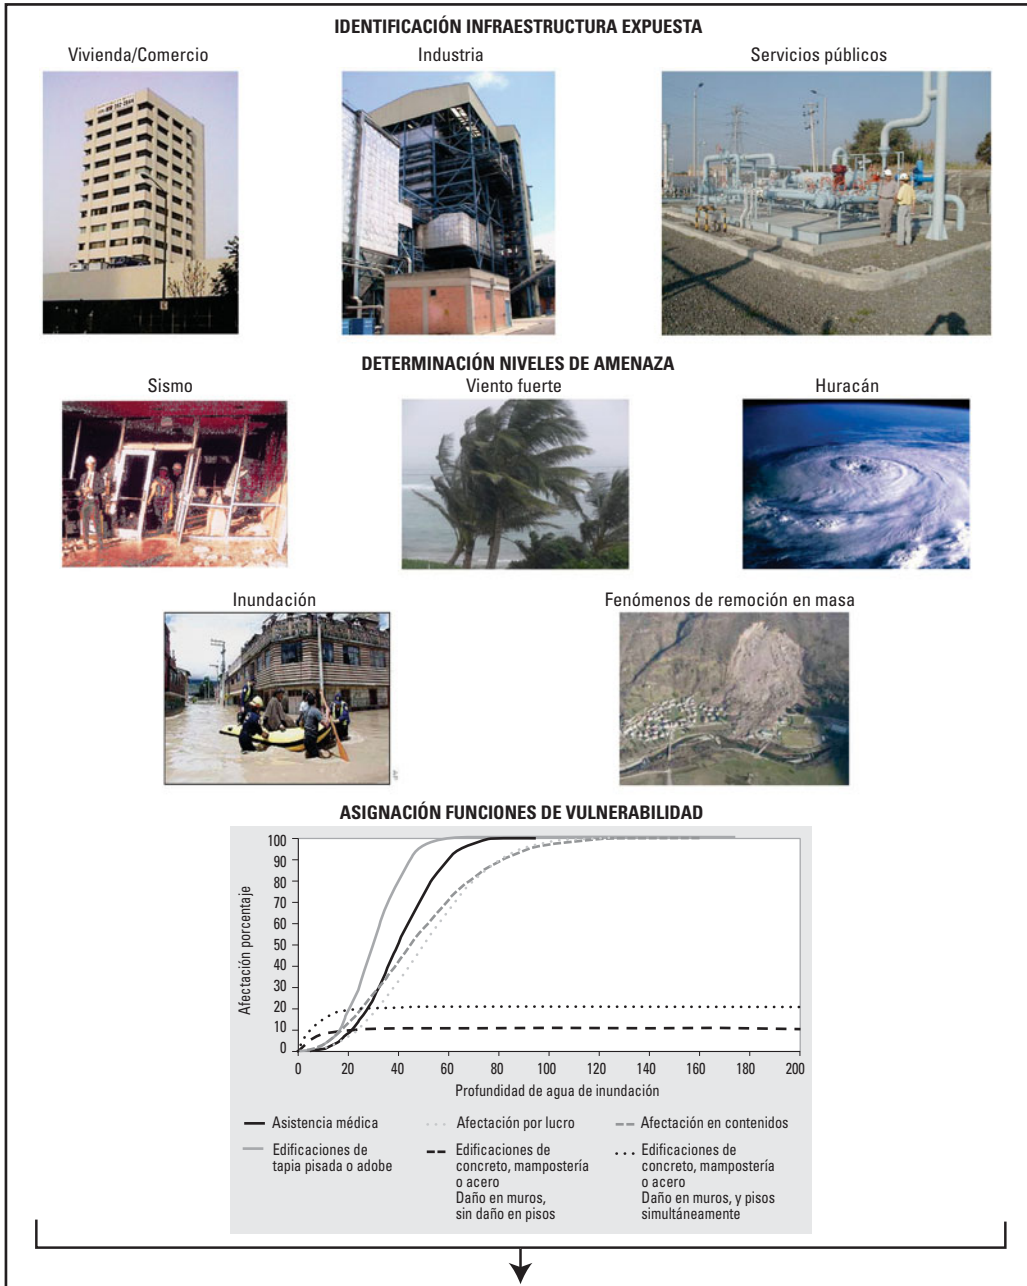 IDENTIFICACIÓN INFRAESTRUCTURA EXPUESTA
Vivienda/Comercio
Industria
Servicios públicos
DETERMINACIÓN NIVELES DE AMENAZA
Sismo
Viento fuerte
Huracán
Inundación
Fenómenos de remoción en masa
AP
ASIGNACIÓN FUNCIONES DE VULNERABILIDAD
Afectación porcentaje
100
90
80
70
60
50
40
30
20
10
0
0 20 40 60 80 100 120 140 160 180 200
Profundidad de agua de inundación
Asistencia médica
Afectación por lucro
Afectación en contenidos
Edificaciones de
tapia pisada o adobe
Edificaciones de
concreto, mampostería
o acero
Daño en muros,
sin daño en pisos
Edificaciones de
concreto, mampostería
o acero
Daño en muros, y pisos
simultáneamente